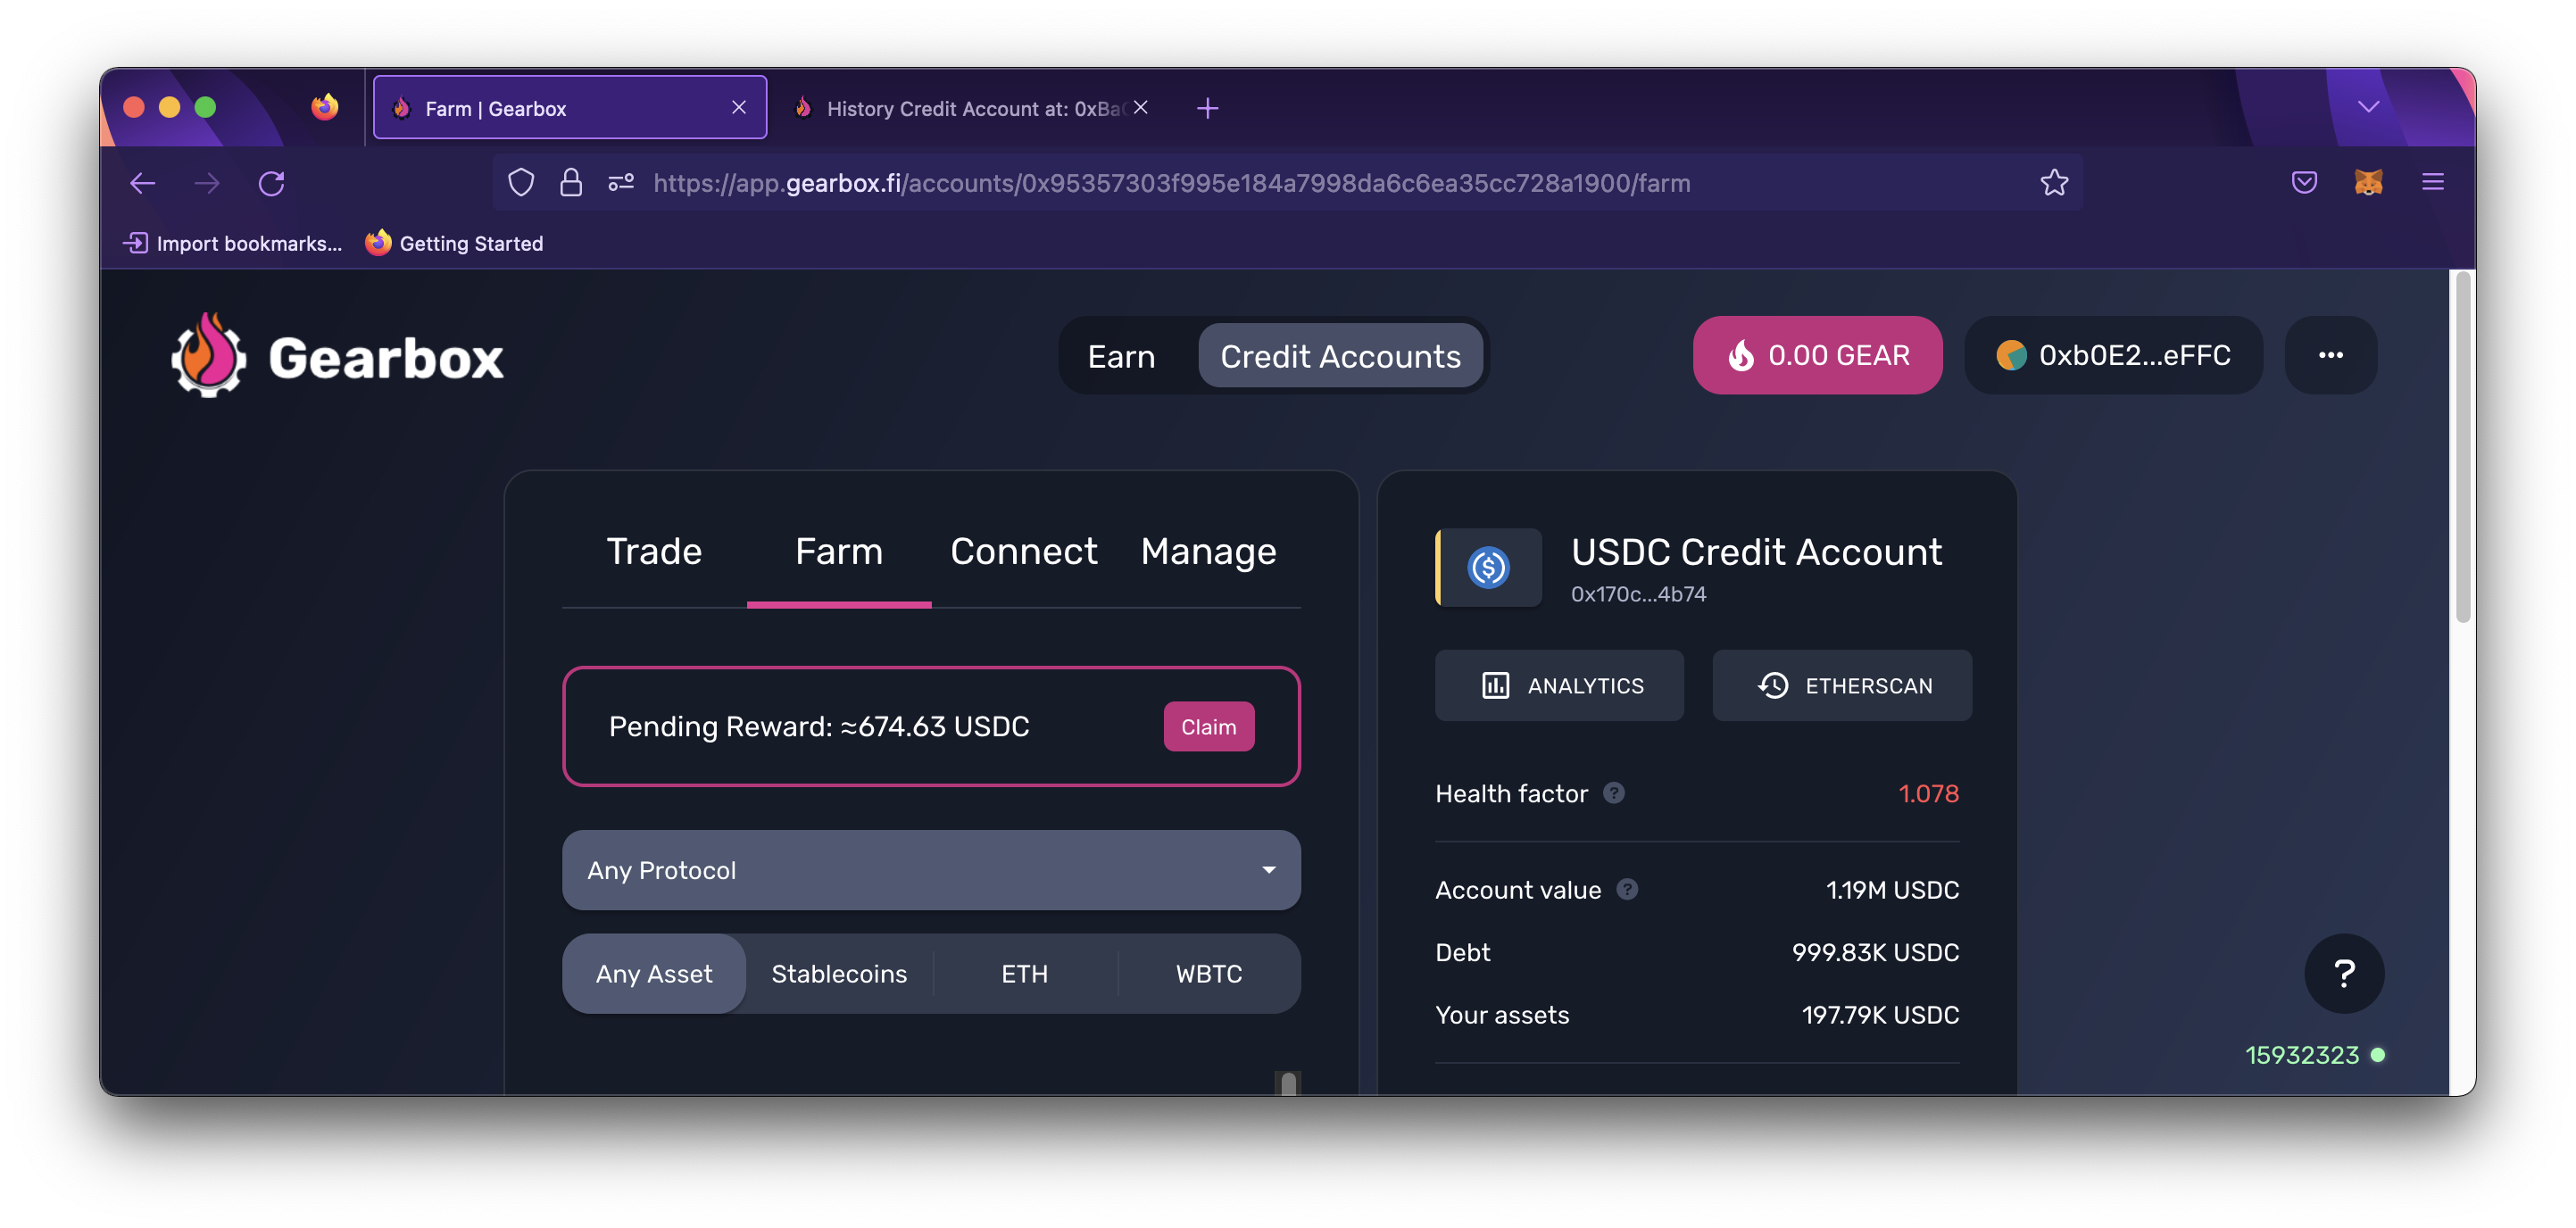 Farm | Gearbox
History Credit Account at: 0xBa
https://app.gearbox.fi/accounts/0x95357303f995e184a7998da6c6ea35cc728a1900/farm
Import bookmarks...
Getting Started
Gearbox
Earn
Credit Accounts
0.00 GEAR
0xb0E2...eFFC
Trade
Farm
Connect
Manage
Pending Reward: ≈674.63 USDC
Claim
Any Protocol
Any Asset
Stablecoins
ETH
WBTC
USDC Credit Account
0x170c...4b74
ANALYTICS
ETHERSCAN
Health factor ?
1.078
Account value ?
1.19M USDC
Debt
999.83K USDC
Your assets
197.79K USDC
?
15932323